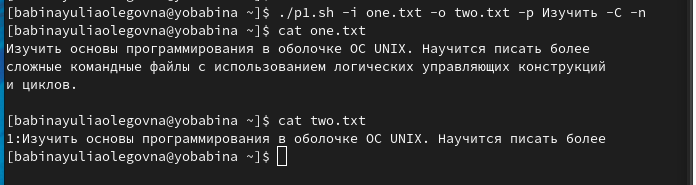 [babinayuliaolegovna@yobabina ~]$ ./p1.sh -i one.txt -o two.txt -p Изучить -C -n
[babinayuliaolegovna@yobabina ~]$ cat one.txt
Изучить основы программирования в оболочке ОС UNIX. Научится писать более
сложные командные файлы с использованием логических управляющих конструкций
и циклов.
[babinayuliaolegovna@yobabina ~]$ cat two.txt
1:Изучить основы программирования в оболочке ОС UNIX. Научится писать более
[babinayuliaolegovna@yobabina ~]$